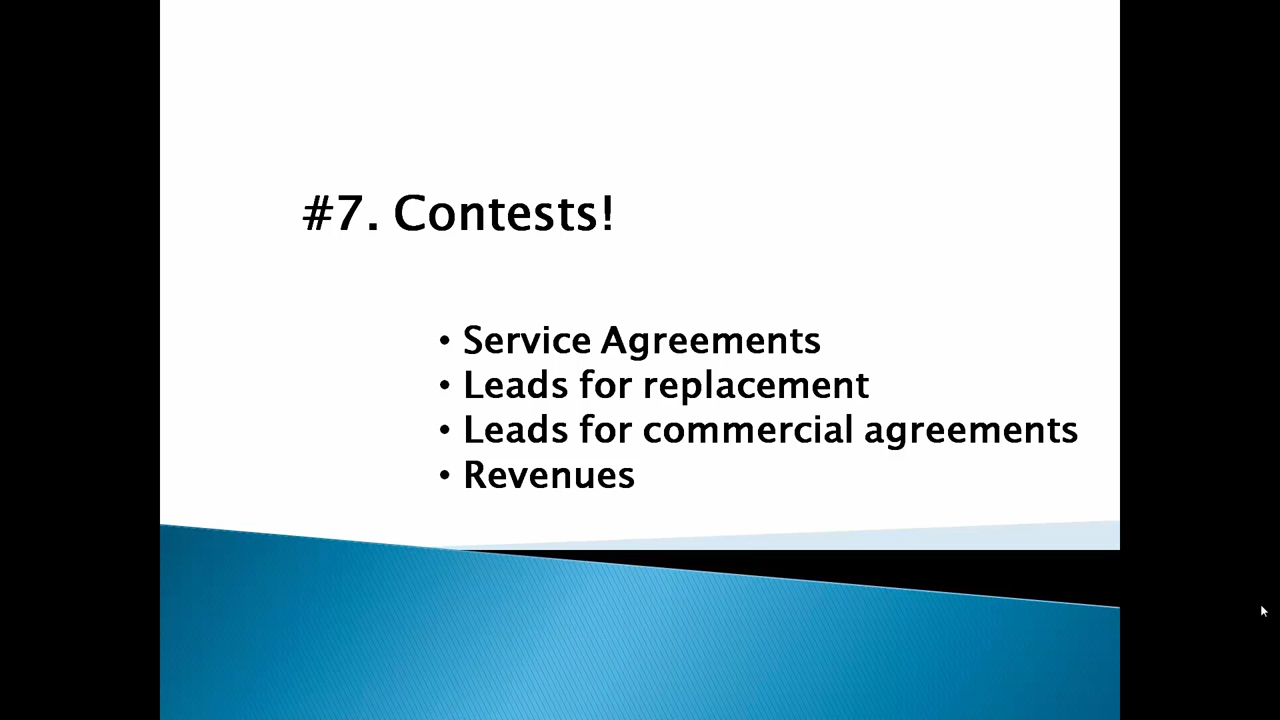 #7. Contests!
• Service Agreements
• Leads for replacement
• Leads for commercial agreements
• Revenues